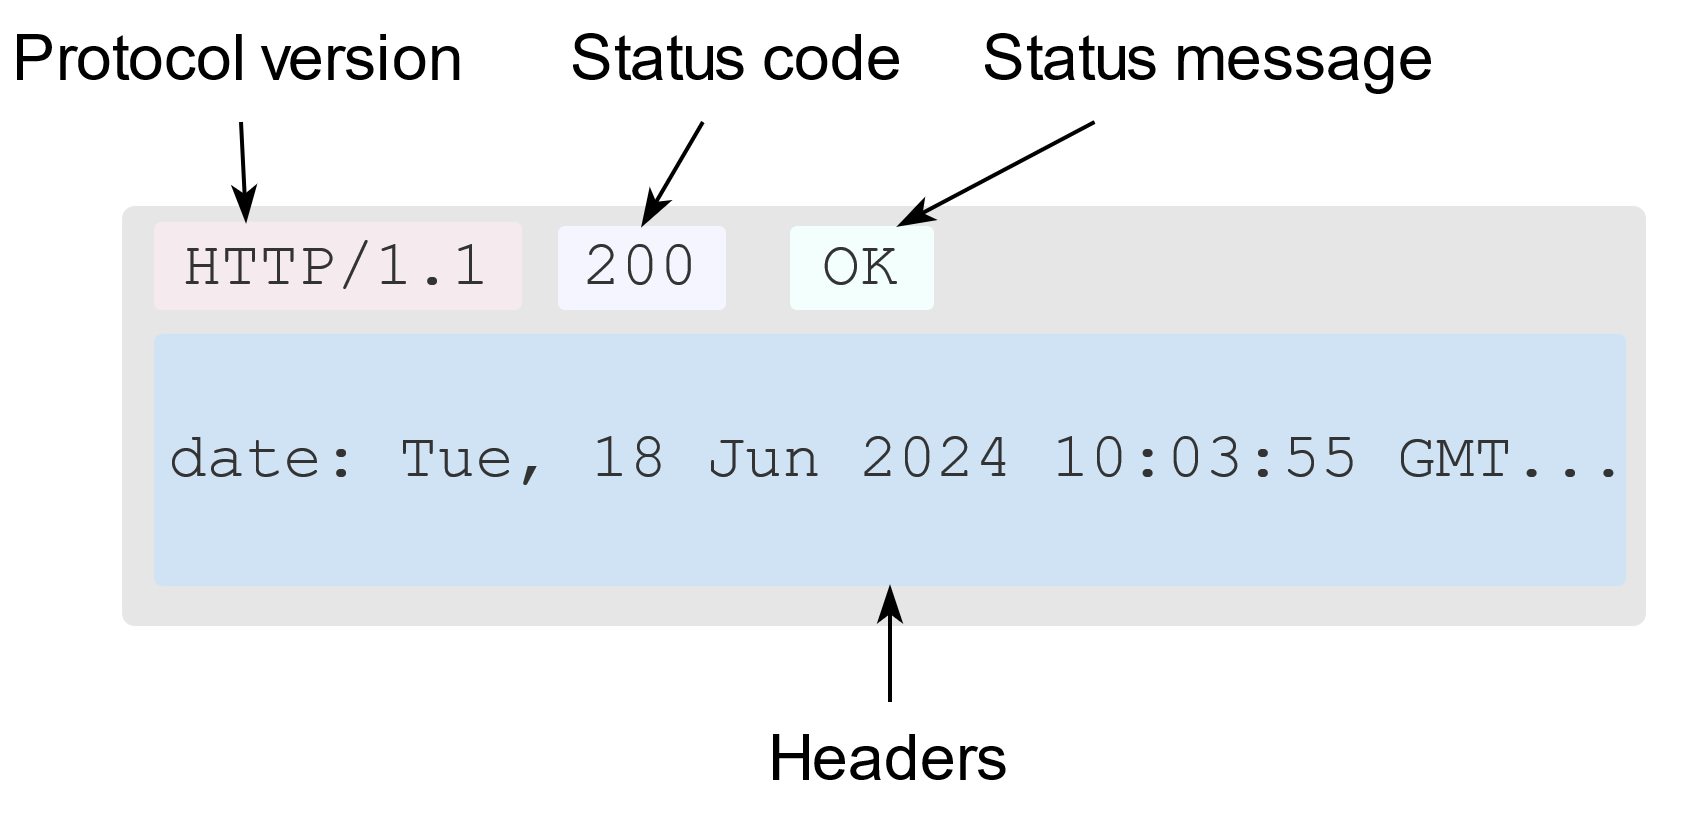 Protocol version Status code Status message
HTTP/1.1 200 OK
date: Tue, 18 Jun 2024 10:03:55 GMT...
Headers